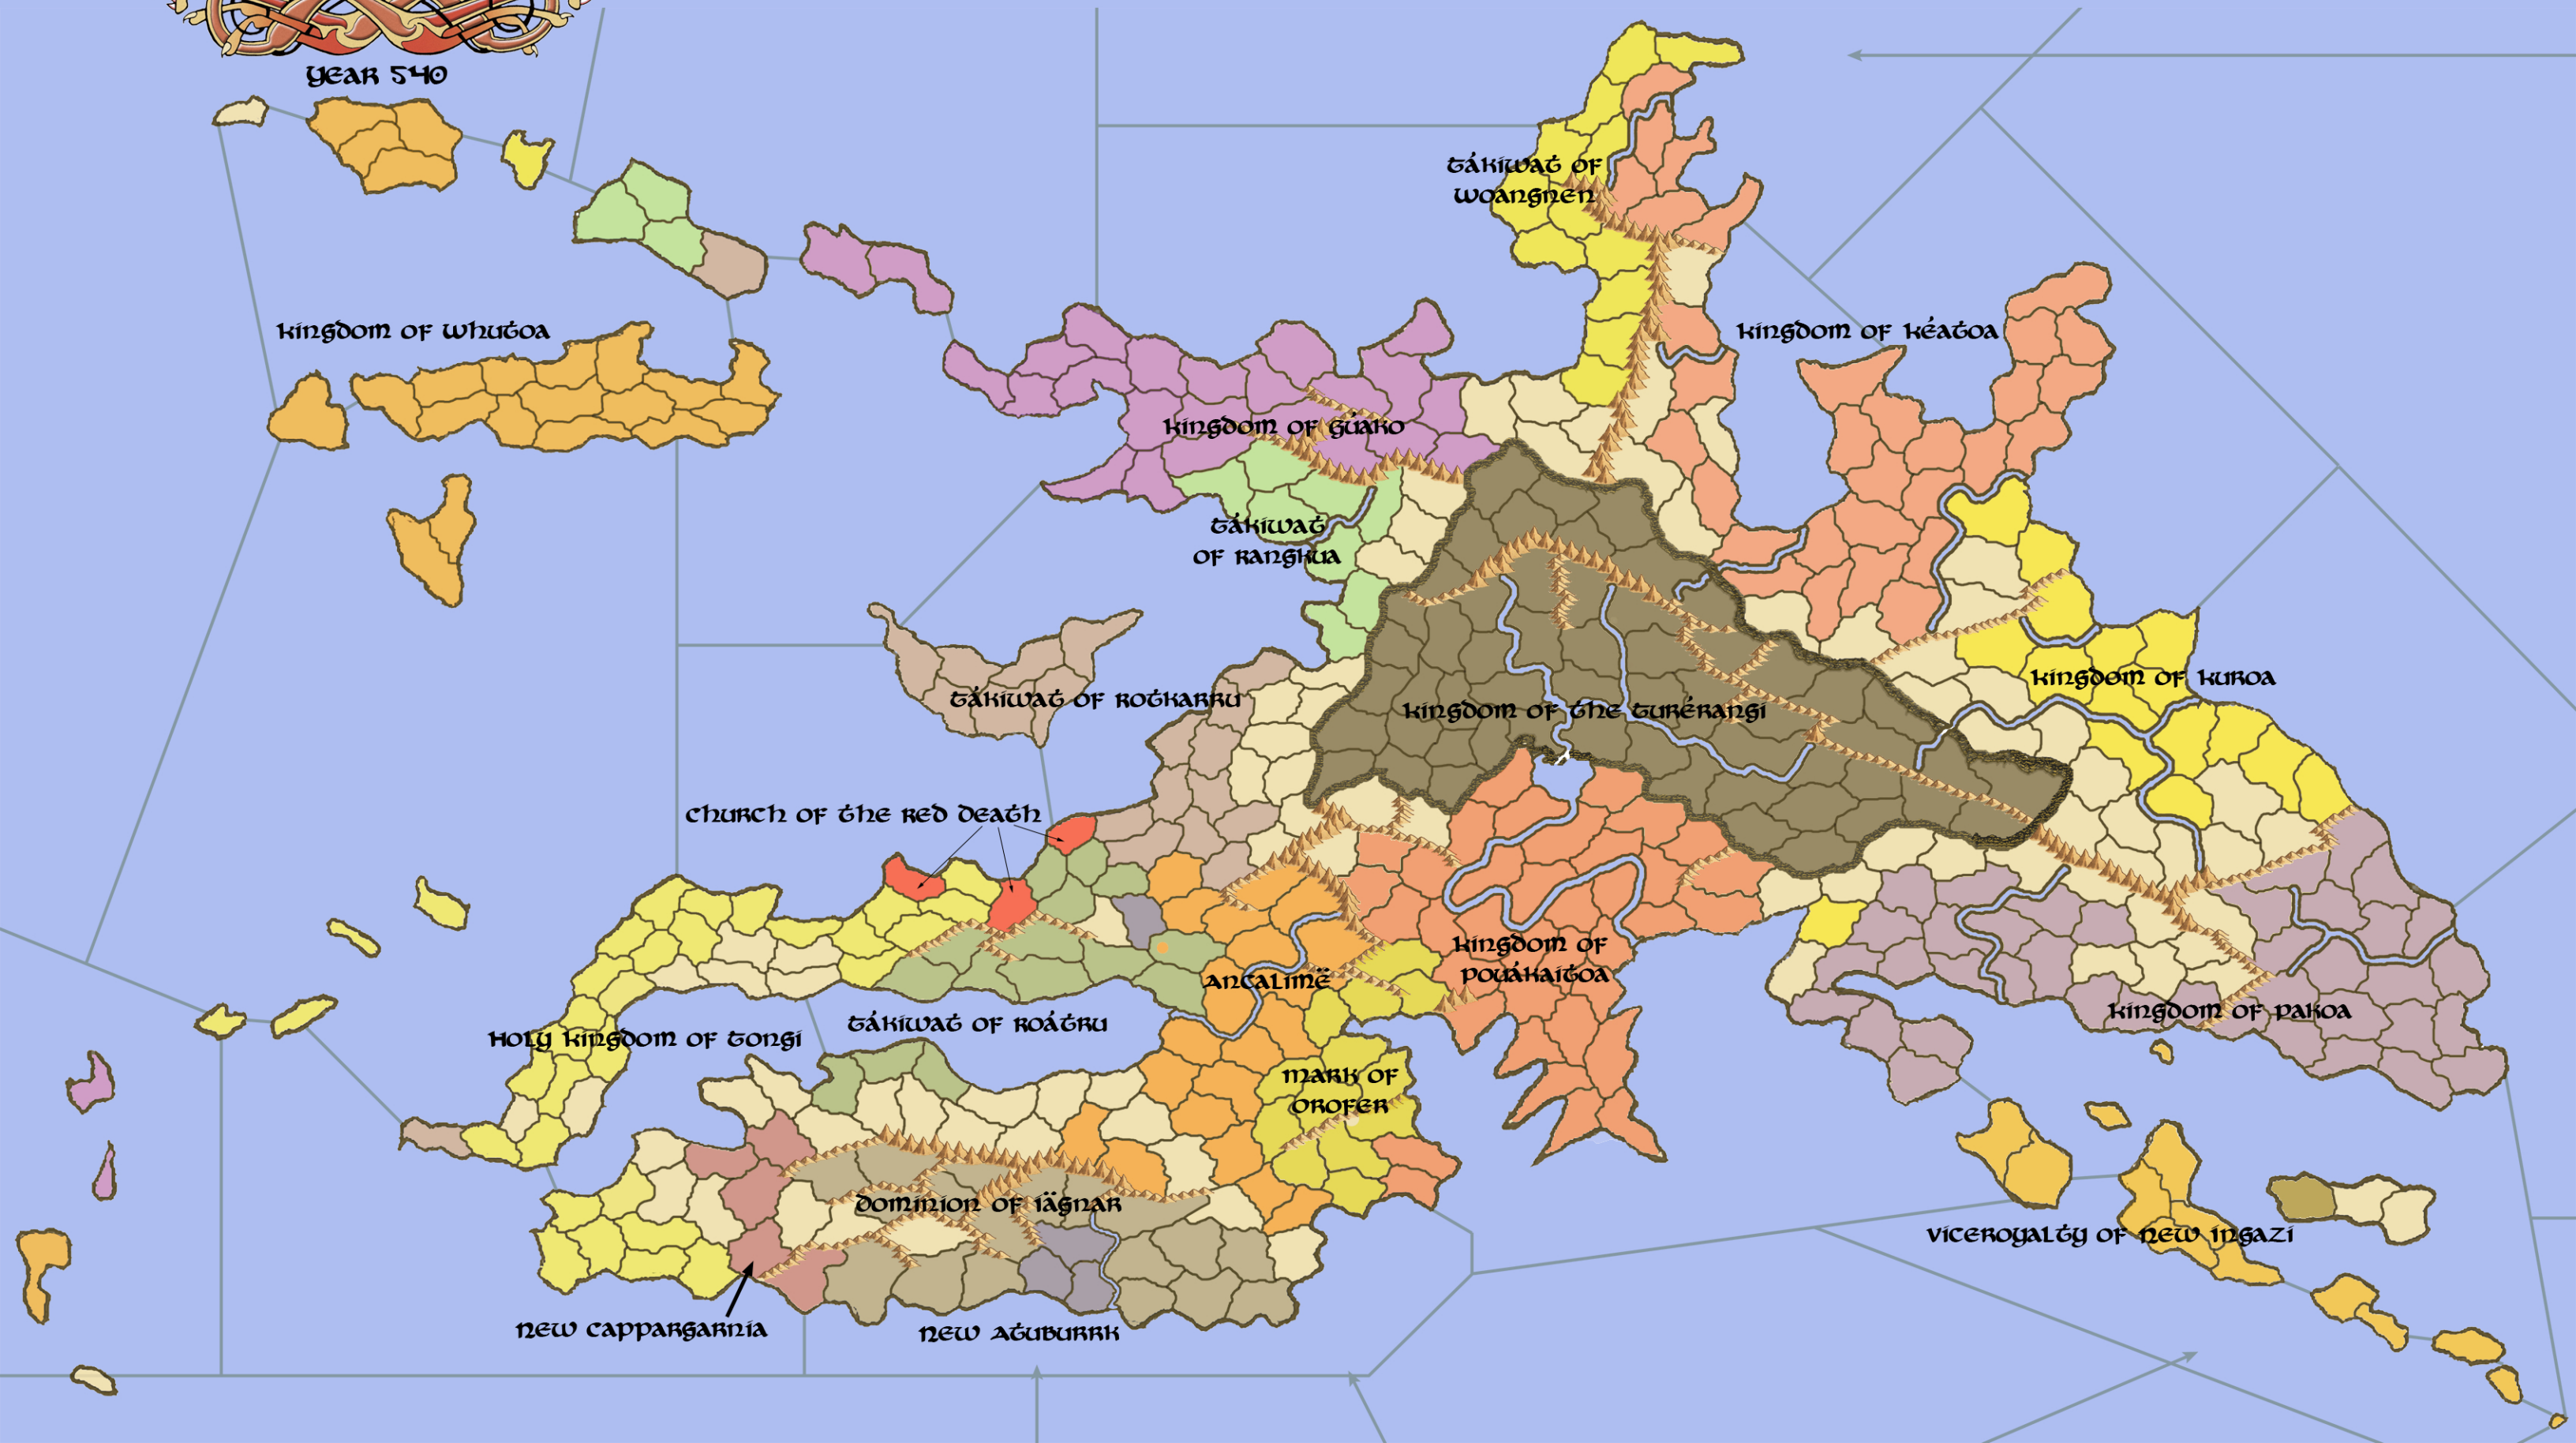 Year 540
Tákiwat of
Woangnen
Kingdom of Whutoa
Kingdom of Kéatoa
Kingdom of Gúako
Tákiwat
of Rangkua
Kingdom of Kuroa
Tákiwat of Rotkarru
Kingdom of the Turérangi
Church of the Red Death
Kingdom of
Pouákaitoa
Ancalimë
Kingdom of Pakoa
Tákiwat of Roátru
Holy Kingdom of Tongi
Mark of
Orofer
Dominion of Iägnar
Viceroyalty of New Ingazi
New Cappargarnia
New Atuburrk